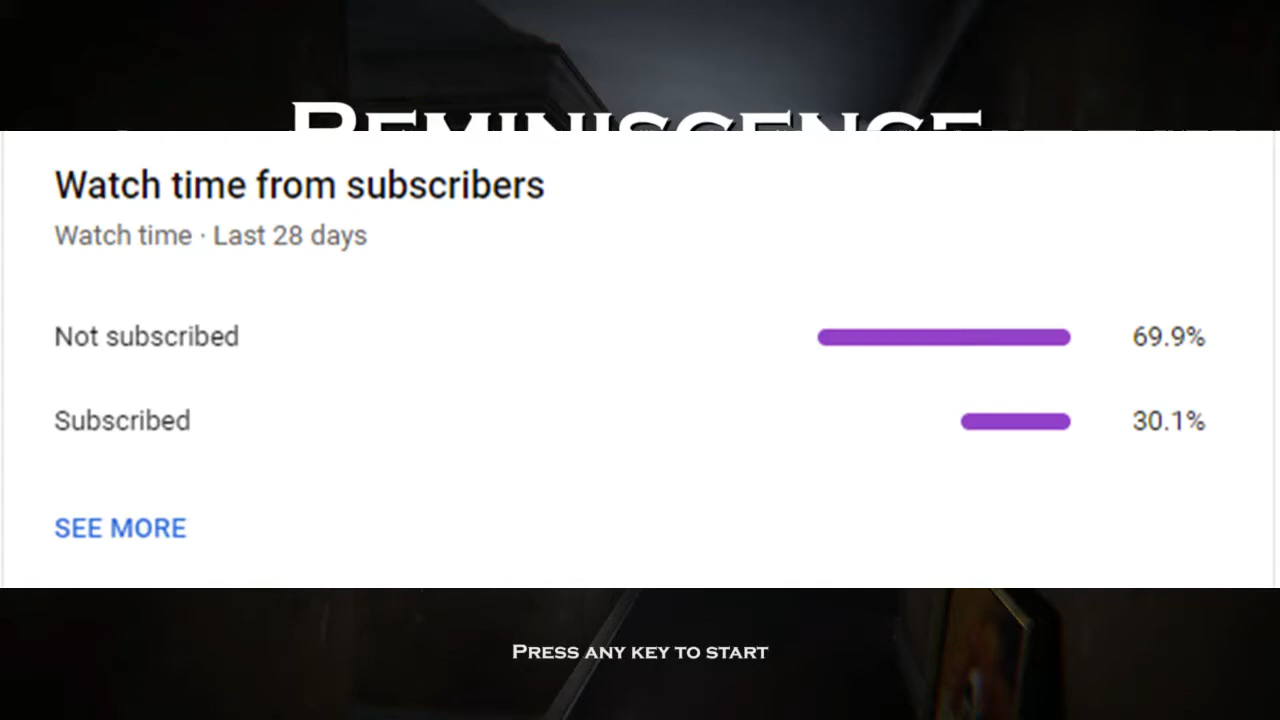 REMINISCENCE
Watch time from subscribers
Watch time · Last 28 days
Not subscribed 69.9%
Subscribed 30.1%
SEE MORE
PRESS ANY KEY TO START